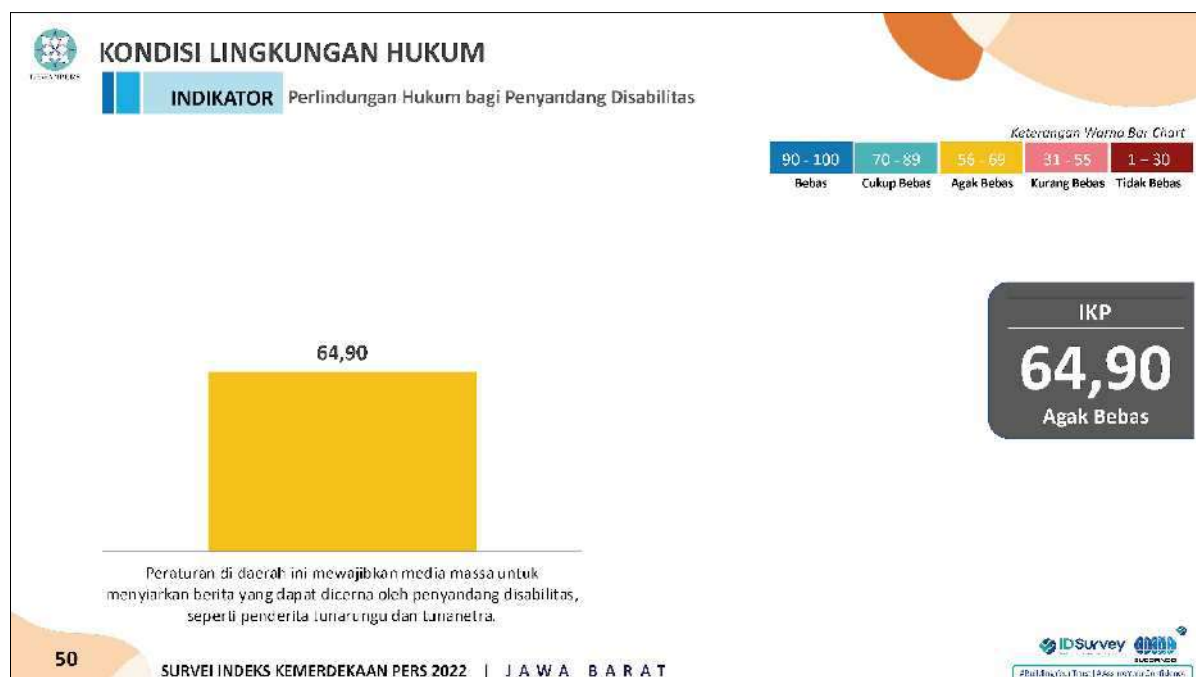 KONDISI LINGKUNGAN HUKUM
DEWAN PERS
INDIKATOR Perlindungan Hukum bagi Penyandang Disabilitas
Keterangan Warna Bar Chart
90 - 100 70 - 89 56 - 69 31 - 55 1 – 30
Bebas Cukup Bebas Agak Bebas Kurang Bebas Tidak Bebas
IKP
64,90
Agak Bebas
64,90
Peraturan di daerah ini mewajibkan media massa untuk
menyiarkan berita yang dapat dicerna oleh penyandang disabilitas,
seperti penderita tunarungu dan tunanetra.
50
SURVEI INDEKS KEMERDEKAAN PERS 2022 | JAWA BARAT
IDSurvey
SUCOFINDO